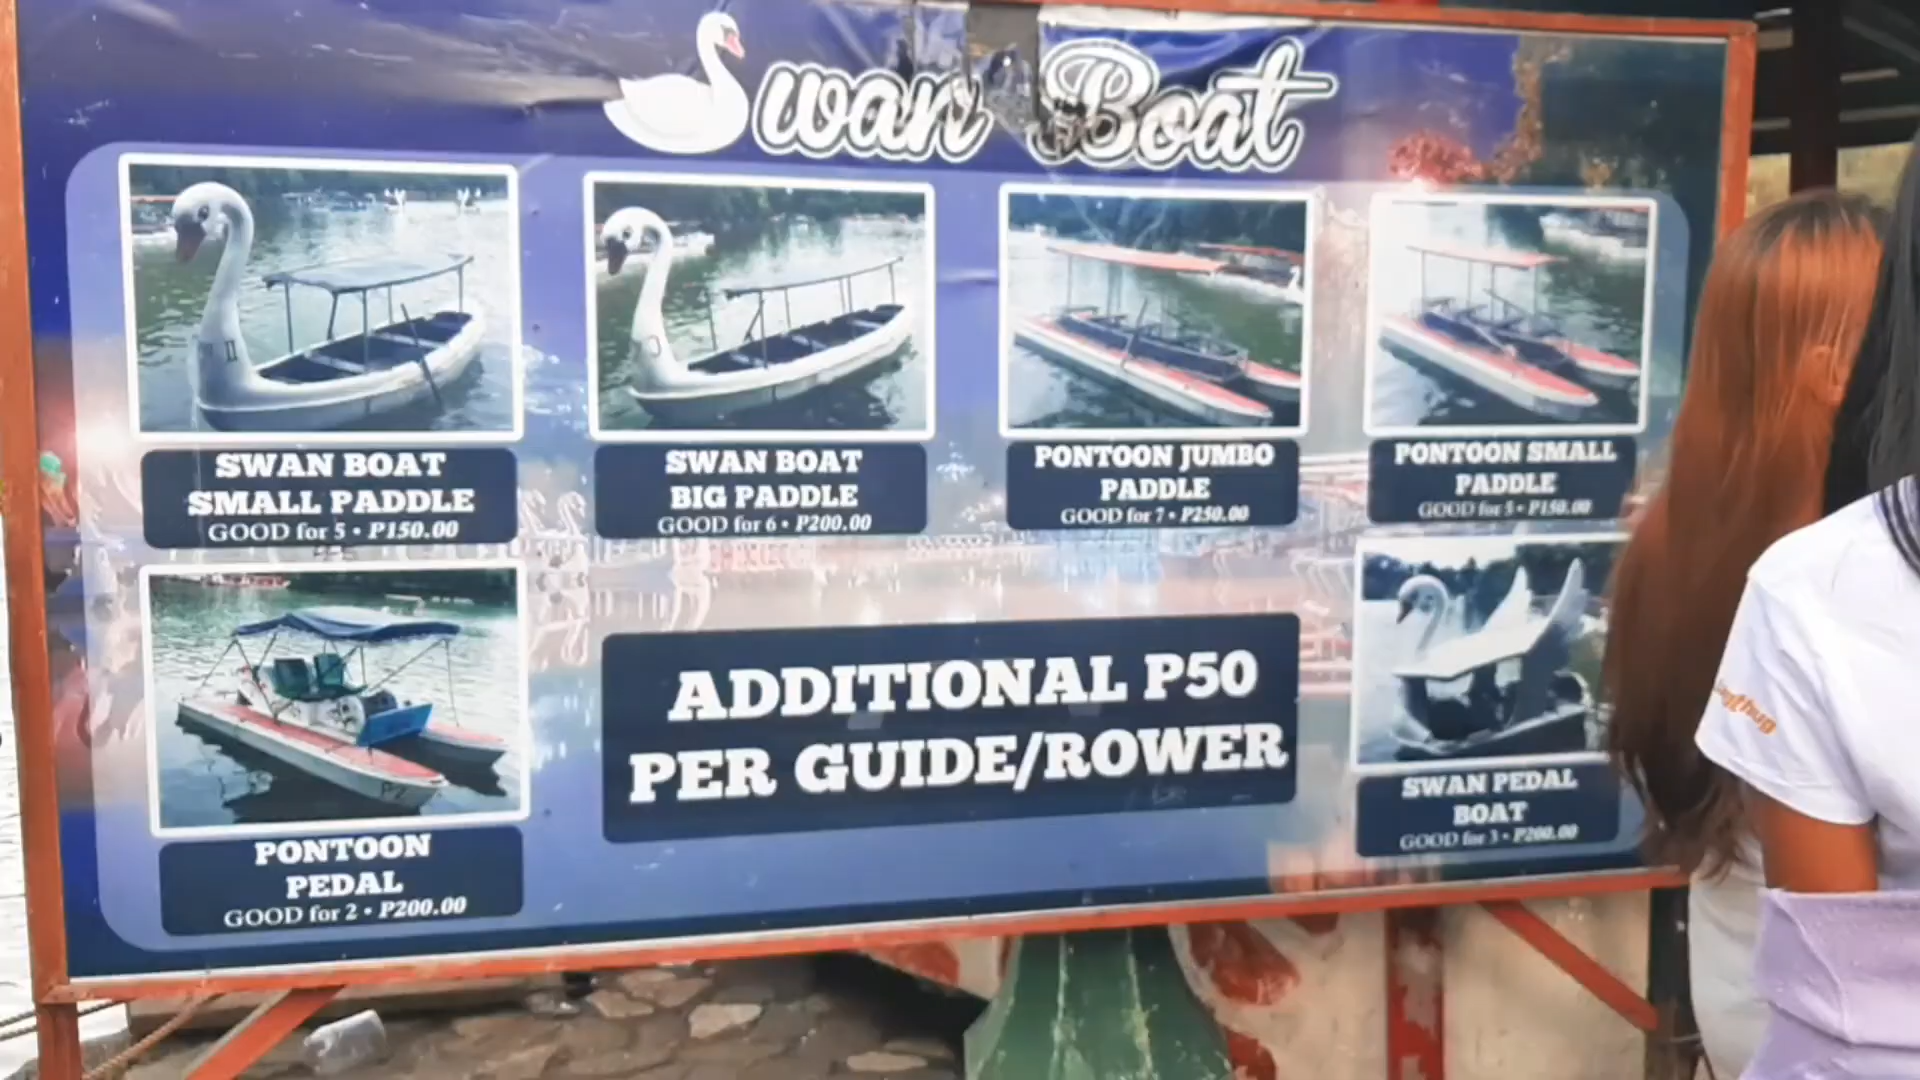 Swan Boat
SWAN BOAT
SMALL PADDLE
GOOD for 5 • P150.00
SWAN BOAT
BIG PADDLE
GOOD for 6 • P200.00
PONTOON JUMBO
PADDLE
GOOD for 7 • P250.00
PONTOON SMALL
PADDLE
GOOD for 5 • P150.00
PONTOON
PEDAL
GOOD for 2 • P200.00
ADDITIONAL P50
PER GUIDE/ROWER
SWAN PEDAL
BOAT
GOOD for 3 • P200.00